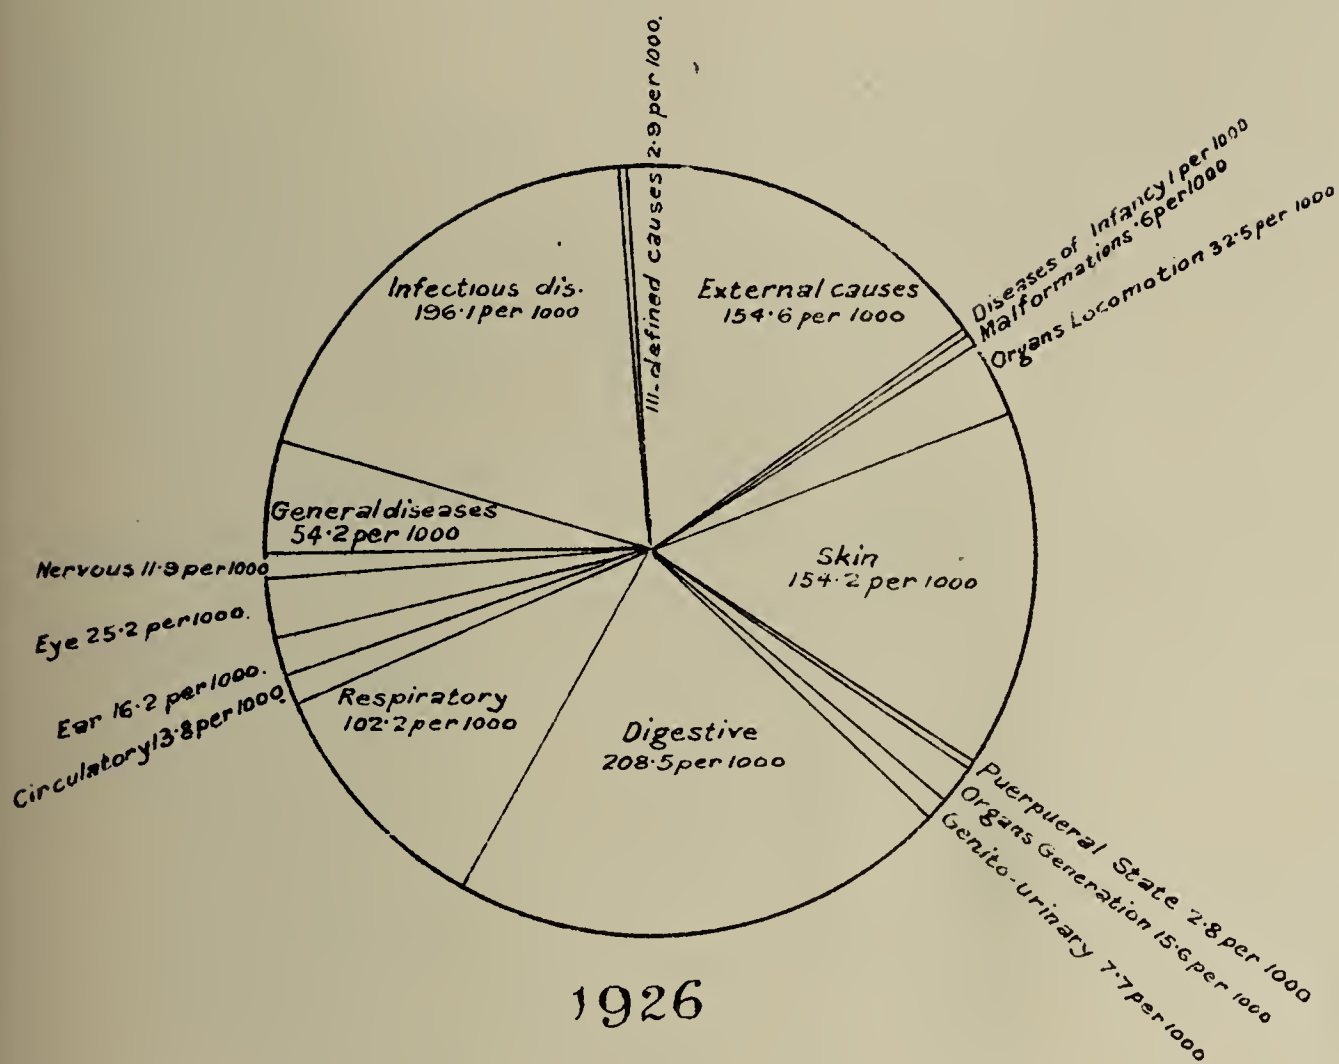 Ill-defined causes 2·9 per 1000.
External causes
154·6 per 1000
Diseases of Infancy 1 per 1000
Malformations ·6 per 1000
Organs Locomotion 32·5 per 1000
Skin
154·2 per 1000
Puerpueral State 2·8 per 1000
Organs Generation 15·6 per 1000
Genito-urinary 7·7 per 1000
Digestive
208·5 per 1000
Respiratory
102·2 per 1000
Circulatory 13·8 per 1000.
Ear 16·2 per 1000.
Eye 25·2 per 1000.
Nervous 11·9 per 1000
General diseases
54·2 per 1000
Infectious dis.
196·1 per 1000
1926